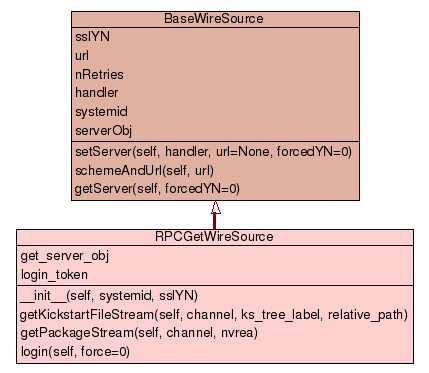 BaseWireSource
sslYN
url
nRetries
handler
systemid
serverObj
setServer(self, handler, url=None, forcedYN=0)
schemeAndUrl(self, url)
getServer(self, forcedYN=0)
RPCGetWireSource
get_server_obj
login_token
__init__(self, systemid, sslYN)
getKickstartFileStream(self, channel, ks_tree_label, relative_path)
getPackageStream(self, channel, nvrea)
login(self, force=0)